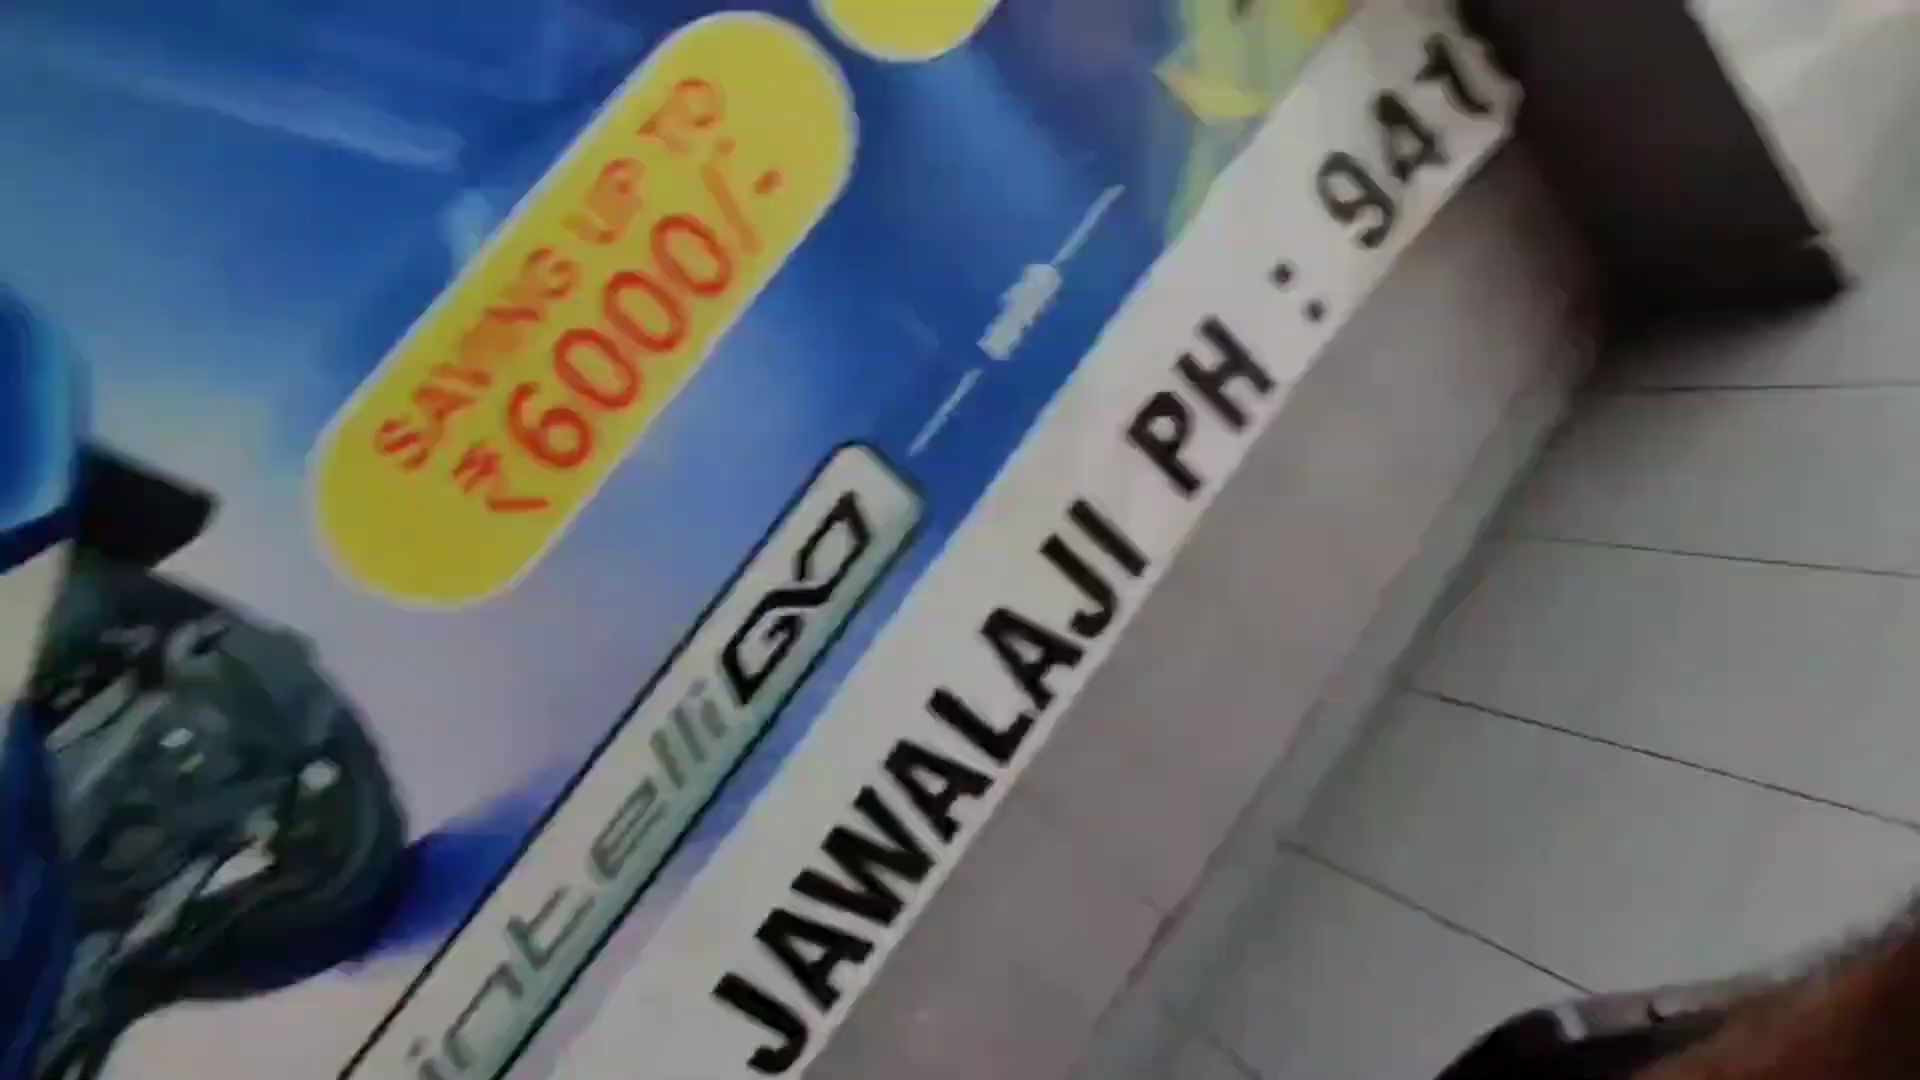 SAVING UP TO
₹6000/-*
intelliGO
JAWALAJI PH : 947